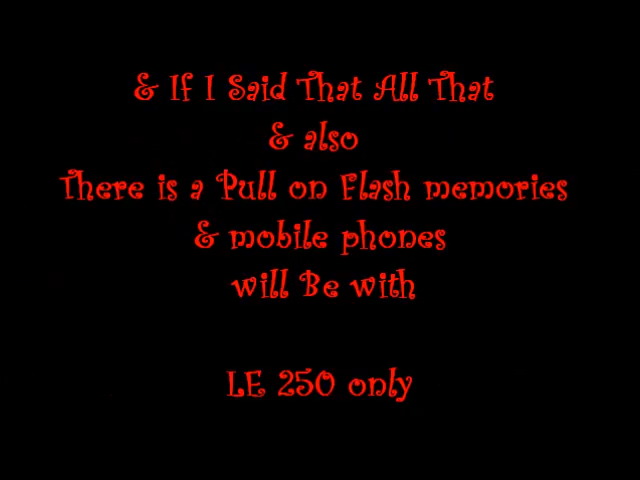 & If I Said That All That
& also
There is a Pull on Flash memories
& mobile phones
will Be with
LE 250 only